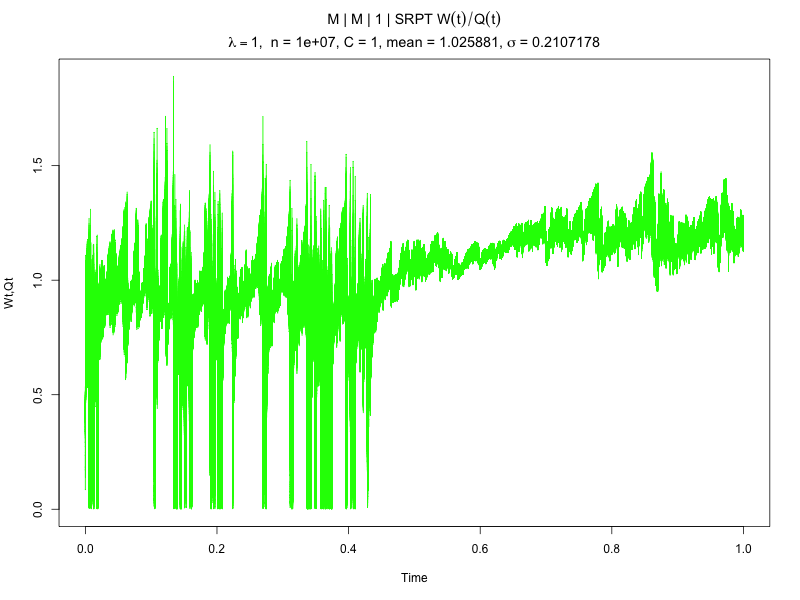 M | M | 1 | SRPT W(t)/Q(t)
λ = 1, n = 1e+07, C = 1, mean = 1.025881, σ = 0.2107178
1.5
1.0
0.5
0.0
Wt,Qt
0.0 0.2 0.4 0.6 0.8 1.0
Time